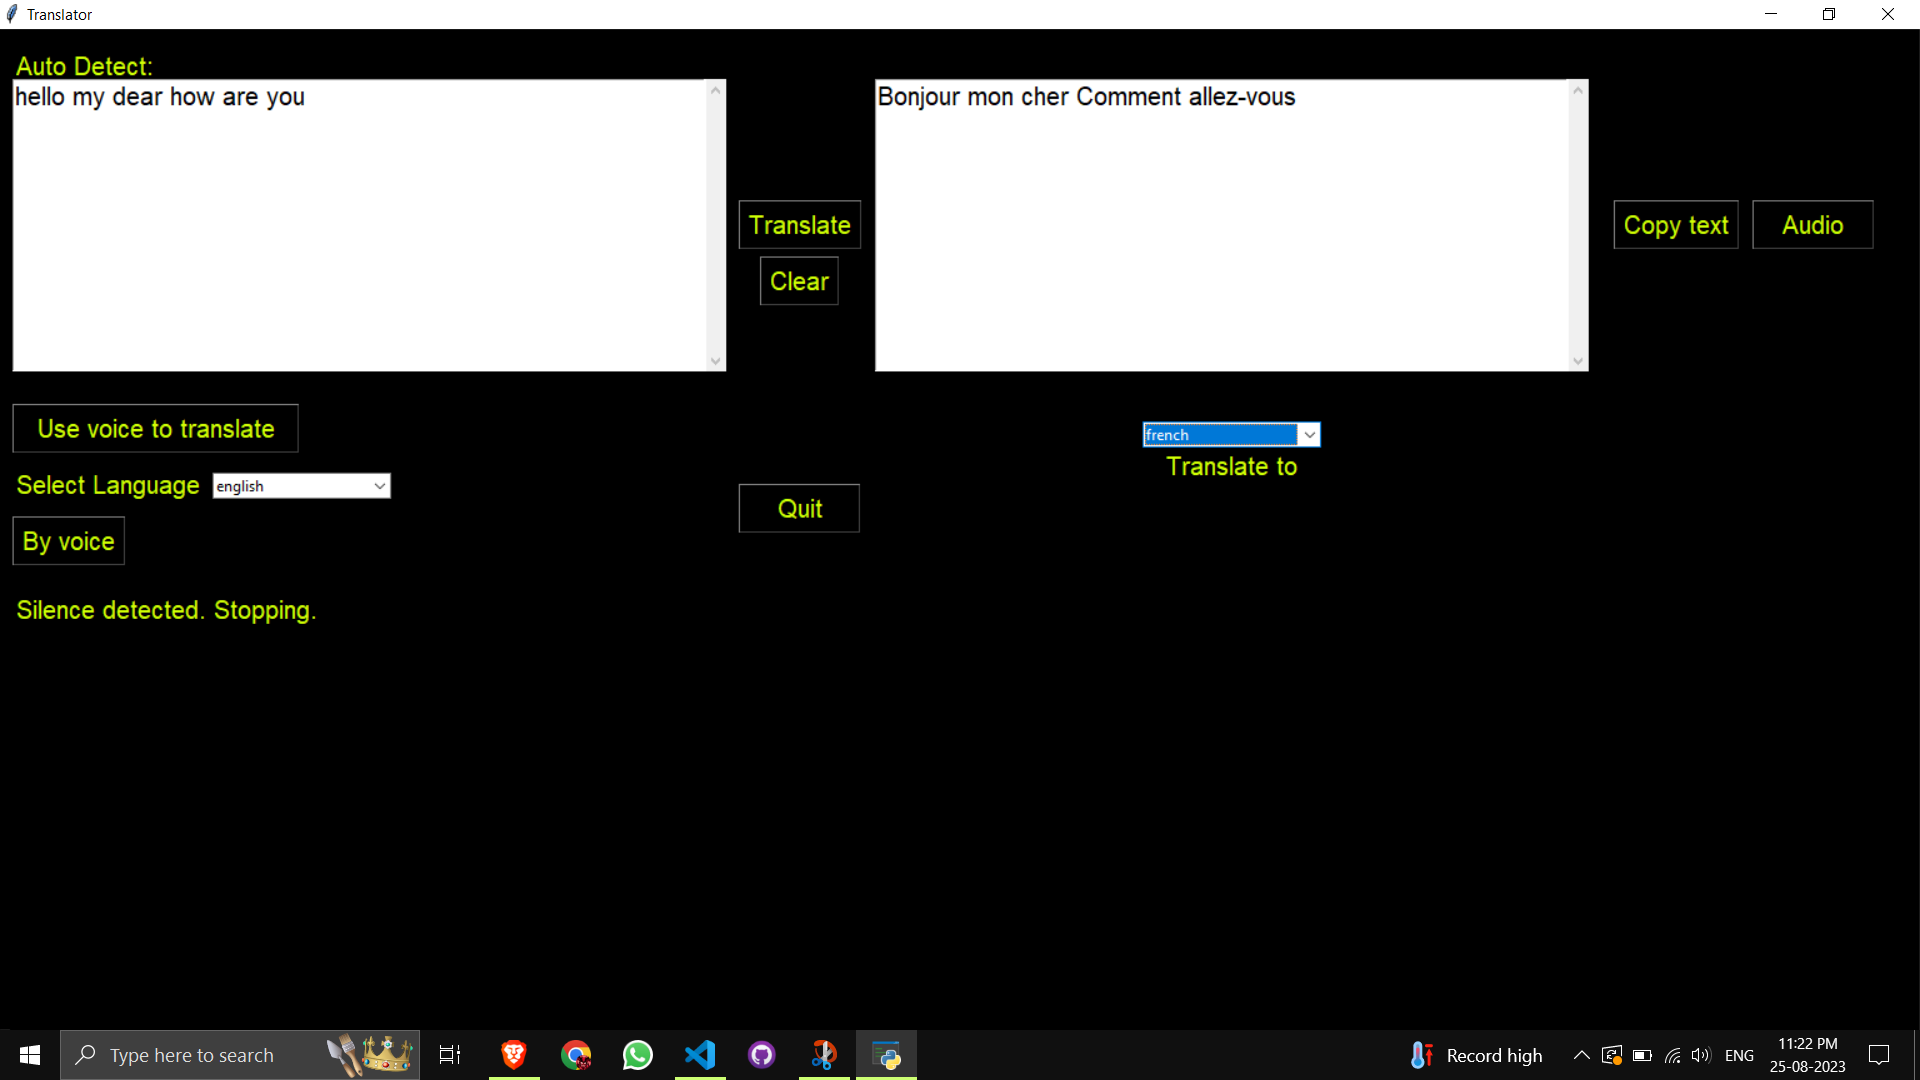 Translator
Auto Detect:
hello my dear how are you
Bonjour mon cher Comment allez-vous
Translate
Clear
Copy text
Audio
Use voice to translate
french
Translate to
Select Language
english
Quit
By voice
Silence detected. Stopping.
Type here to search
Record high
ENG
11:22 PM
25-08-2023